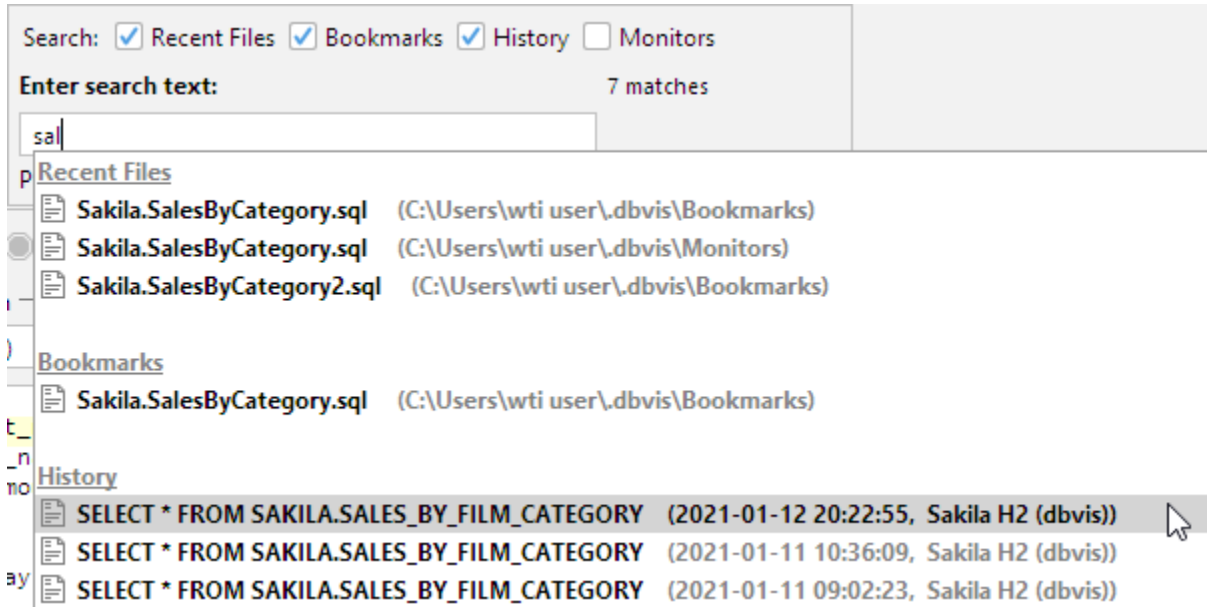 Search: Recent Files Bookmarks History Monitors
Enter search text: 7 matches
sal
Recent Files
Sakila.SalesByCategory.sql (C:\Users\wti user\.dbvis\Bookmarks)
Sakila.SalesByCategory.sql (C:\Users\wti user\.dbvis\Monitors)
Sakila.SalesByCategory2.sql (C:\Users\wti user\.dbvis\Bookmarks)
Bookmarks
Sakila.SalesByCategory.sql (C:\Users\wti user\.dbvis\Bookmarks)
t_
_n
History
mo
SELECT * FROM SAKILA.SALES_BY_FILM_CATEGORY (2021-01-12 20:22:55, Sakila H2 (dbvis))
SELECT * FROM SAKILA.SALES_BY_FILM_CATEGORY (2021-01-11 10:36:09, Sakila H2 (dbvis))
ay SELECT * FROM SAKILA.SALES_BY_FILM_CATEGORY (2021-01-11 09:02:23, Sakila H2 (dbvis))